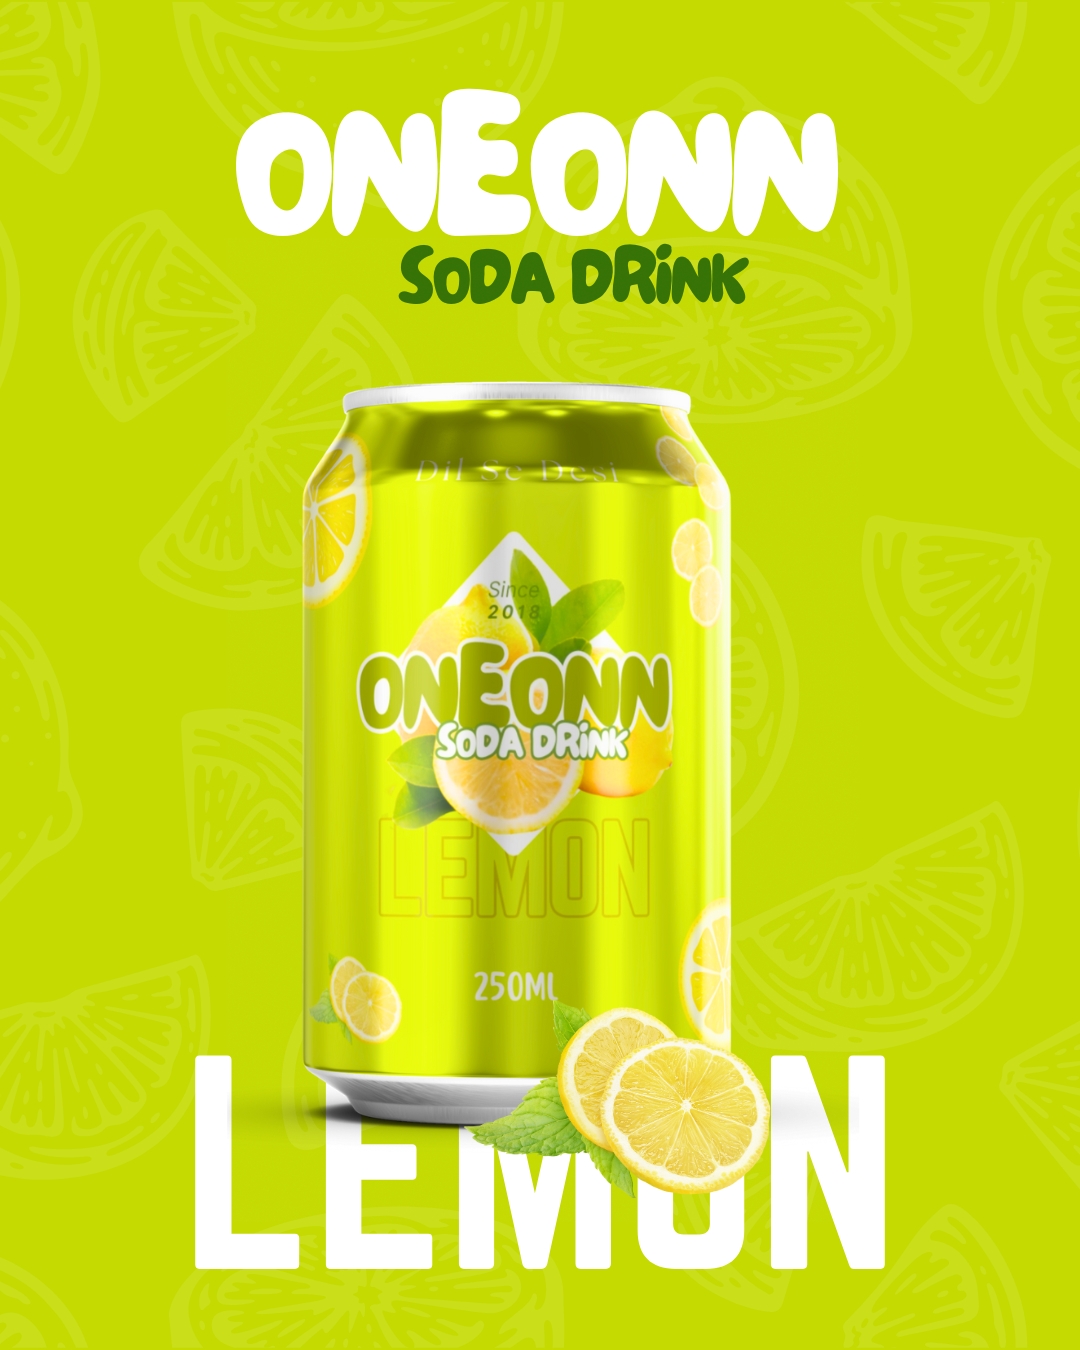 ONEONN
SODA DRiNK
Dil Se Desi
Since
2018
ONEONN
SODA DRiNK
LEMON
250ML
LEMON